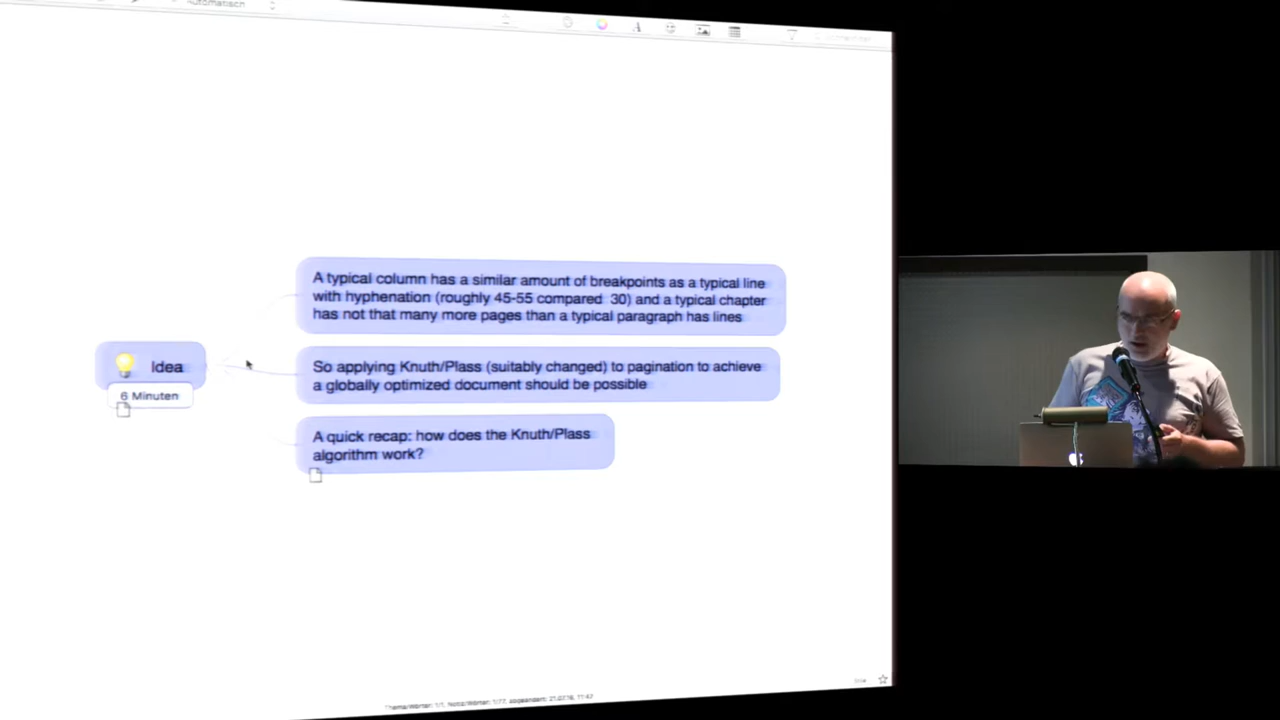 Automatisch
A typical column has a similar amount of breakpoints as a typical line
with hyphenation (roughly 45-55 compared 30) and a typical chapter
has not that many more pages than a typical paragraph has lines
Idea
6 Minuten
So applying Knuth/Plass (suitably changed) to pagination to achieve
a globally optimized document should be possible
A quick recap: how does the Knuth/Plass
algorithm work?